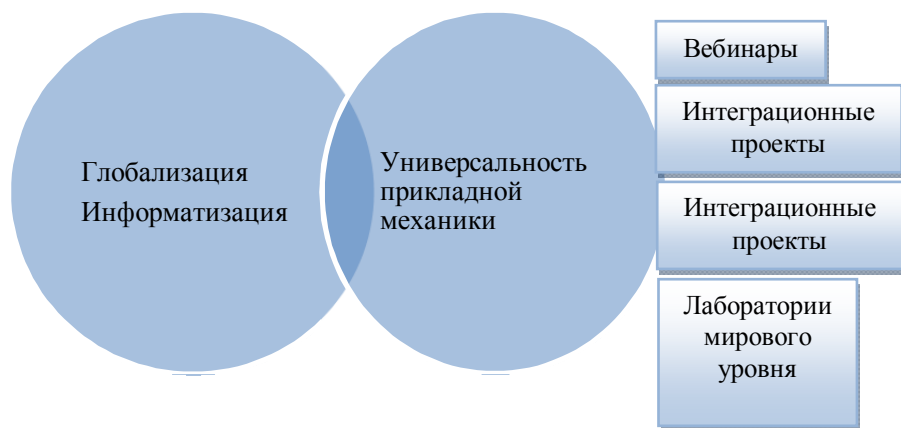 Глобализация
Информатизация
Универсальность
прикладной
механики
Вебинары
Интеграционные
проекты
Интеграционные
проекты
Лаборатории
мирового
уровня